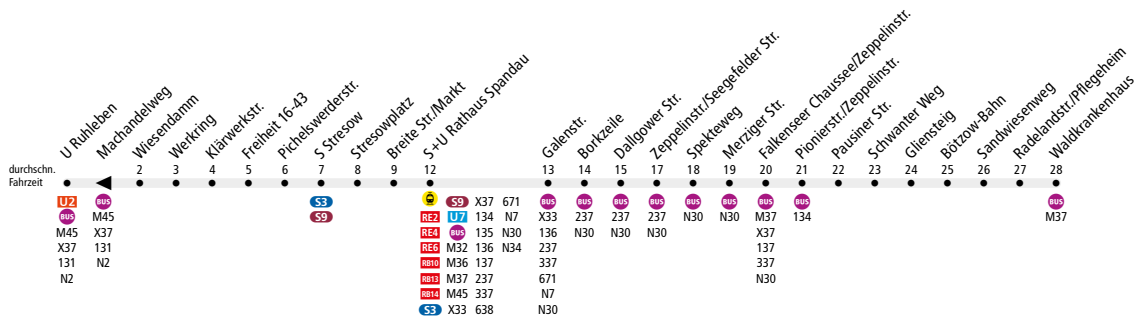 U Ruhleben
Machandelweg
Wiesendamm
Werkring
Klärwerkstr.
Freiheit 16-43
Pichelswerderstr.
S Stresow
Stresowplatz
Breite Str./Markt
S+U Rathaus Spandau
Galenstr.
Borkzeile
Dallgower Str.
Zeppelinstr./Seegefelder Str.
Spekteweg
Merziger Str.
Falkenseer Chaussee/Zeppelinstr.
Pionierstr./Zeppelinstr.
Pausiner Str.
Schwanter Weg
Gliensteig
Bötzow-Bahn
Sandwiesenweg
Radelandstr./Pflegeheim
Waldkrankenhaus
durchschn. 2 3 4 5 6 7 8 9 12 13 14 15 17 18 19 20 21 22 23 24 25 26 27 28
Fahrzeit
U2
BUS
M45
X37
131
N2
BUS
M45
X37
131
N2
S3
S9
RE2
RE4
RE6
RB10
RB13
RB14
S3
S9
U7
BUS
M32
M36
M37
M45
X33
X37
134
135
136
137
237
337
638
671
N7
N30
N34
BUS
X33
136
237
337
671
N7
N30
BUS
237
N30
BUS
237
N30
BUS
237
N30
BUS
N30
BUS
N30
BUS
M37
X37
137
337
N30
BUS
134
BUS
M37